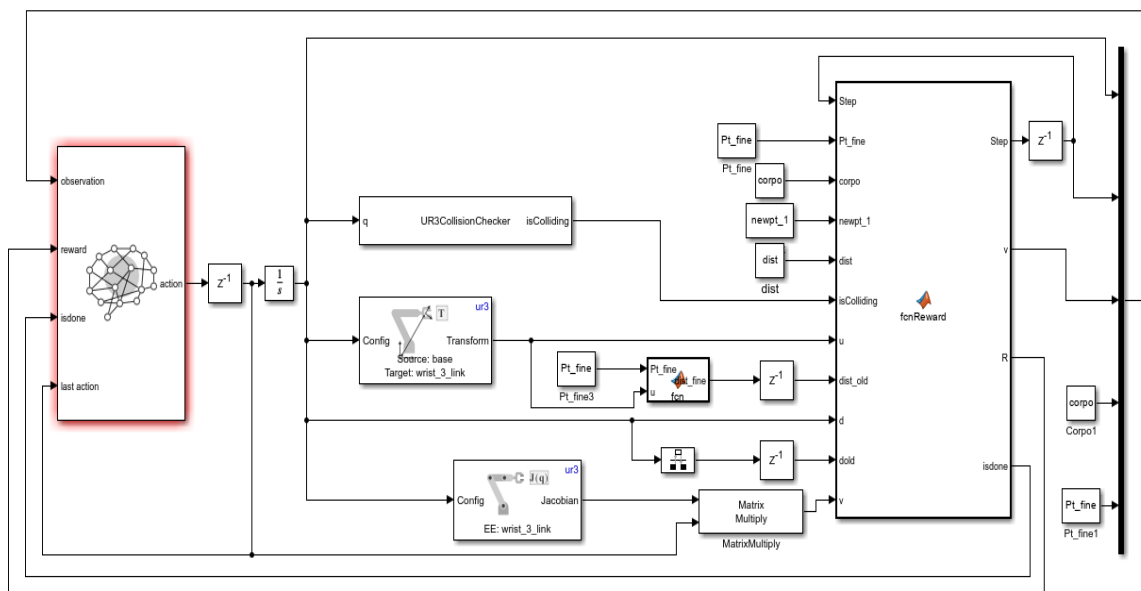 observation
reward
isdone
last action
action
Z-1
1
s
q
UR3CollisionChecker
isColliding
ur3
T
Config
Transform
Source: base
Target: wrist_3_link
ur3
J(q)
Config
Jacobian
EE: wrist_3_link
Pt_fine
Pt_fine3
Pt_fine
u
dist_fine
fcn
Z-1
Z-1
Matrix
Multiply
MatrixMultiply
Pt_fine
Pt_fine
corpo
newpt_1
dist
dist
Step
Pt_fine
corpo
newpt_1
dist
isColliding
u
dist_old
d
dold
v
fcnReward
Step
v
R
isdone
Z-1
corpo
Corpo1
Pt_fine
Pt_fine1